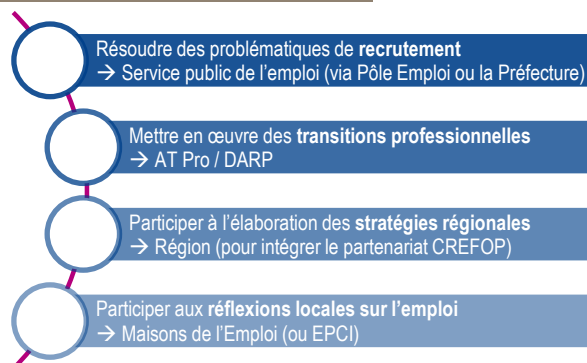 Résoudre des problématiques de recrutement
→ Service public de l'emploi (via Pôle Emploi ou la Préfecture)
Mettre en œuvre des transitions professionnelles
→ AT Pro / DARP
Participer à l'élaboration des stratégies régionales
→ Région (pour intégrer le partenariat CREFOP)
Participer aux réflexions locales sur l'emploi
→ Maisons de l'Emploi (ou EPCI)